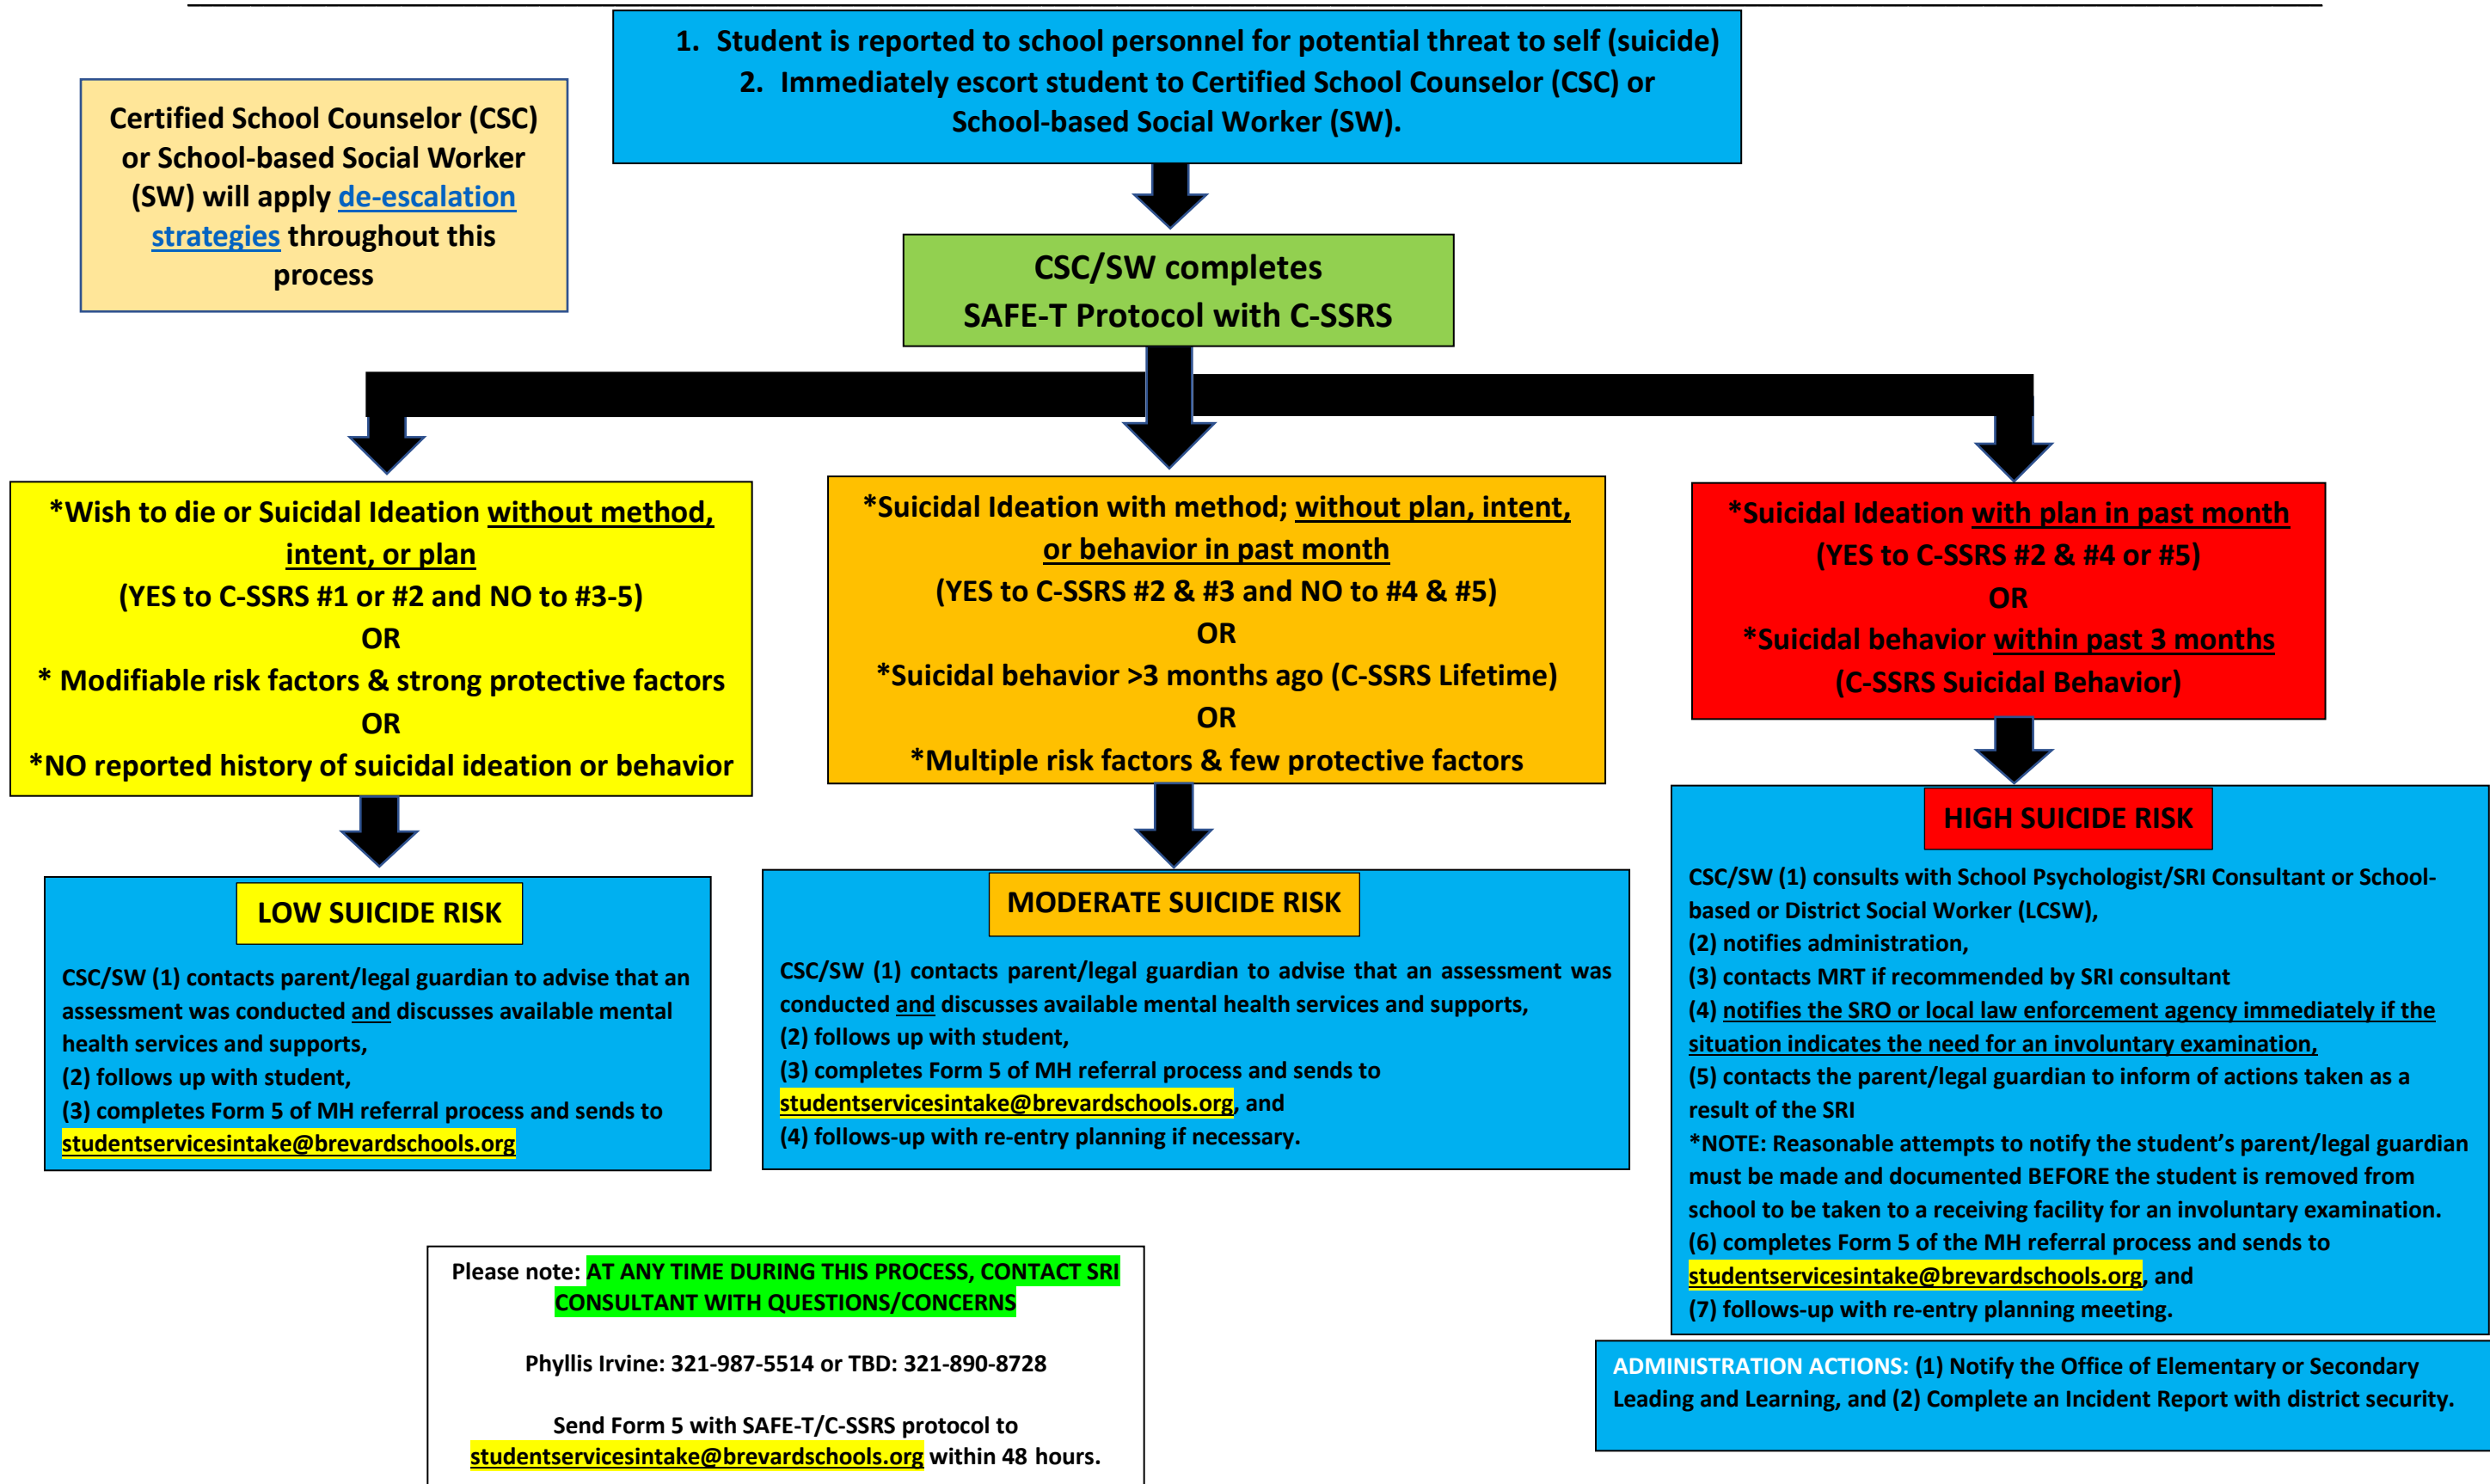 1. Student is reported to school personnel for potential threat to self (suicide)
2. Immediately escort student to Certified School Counselor (CSC) or
School-based Social Worker (SW).
Certified School Counselor (CSC)
or School-based Social Worker
(SW) will apply de-escalation
strategies throughout this
process
CSC/SW completes
SAFE-T Protocol with C-SSRS
*Wish to die or Suicidal Ideation without method,
intent, or plan
(YES to C-SSRS #1 or #2 and NO to #3-5)
OR
* Modifiable risk factors & strong protective factors
OR
*NO reported history of suicidal ideation or behavior
*Suicidal Ideation with method; without plan, intent,
or behavior in past month
(YES to C-SSRS #2 & #3 and NO to #4 & #5)
OR
*Suicidal behavior >3 months ago (C-SSRS Lifetime)
OR
*Multiple risk factors & few protective factors
*Suicidal Ideation with plan in past month
(YES to C-SSRS #2 & #4 or #5)
OR
*Suicidal behavior within past 3 months
(C-SSRS Suicidal Behavior)
LOW SUICIDE RISK
CSC/SW (1) contacts parent/legal guardian to advise that an
assessment was conducted and discusses available mental
health services and supports,
(2) follows up with student,
(3) completes Form 5 of MH referral process and sends to
studentservicesintake@brevardschools.org
MODERATE SUICIDE RISK
CSC/SW (1) contacts parent/legal guardian to advise that an assessment was
conducted and discusses available mental health services and supports,
(2) follows up with student,
(3) completes Form 5 of MH referral process and sends to
studentservicesintake@brevardschools.org, and
(4) follows-up with re-entry planning if necessary.
HIGH SUICIDE RISK
CSC/SW (1) consults with School Psychologist/SRI Consultant or School-
based or District Social Worker (LCSW),
(2) notifies administration,
(3) contacts MRT if recommended by SRI consultant
(4) notifies the SRO or local law enforcement agency immediately if the
situation indicates the need for an involuntary examination,
(5) contacts the parent/legal guardian to inform of actions taken as a
result of the SRI
*NOTE: Reasonable attempts to notify the student’s parent/legal guardian
must be made and documented BEFORE the student is removed from
school to be taken to a receiving facility for an involuntary examination.
(6) completes Form 5 of the MH referral process and sends to
studentservicesintake@brevardschools.org, and
(7) follows-up with re-entry planning meeting.
Please note: AT ANY TIME DURING THIS PROCESS, CONTACT SRI
CONSULTANT WITH QUESTIONS/CONCERNS
Phyllis Irvine: 321-987-5514 or TBD: 321-890-8728
Send Form 5 with SAFE-T/C-SSRS protocol to
studentservicesintake@brevardschools.org within 48 hours.
ADMINISTRATION ACTIONS: (1) Notify the Office of Elementary or Secondary
Leading and Learning, and (2) Complete an Incident Report with district security.